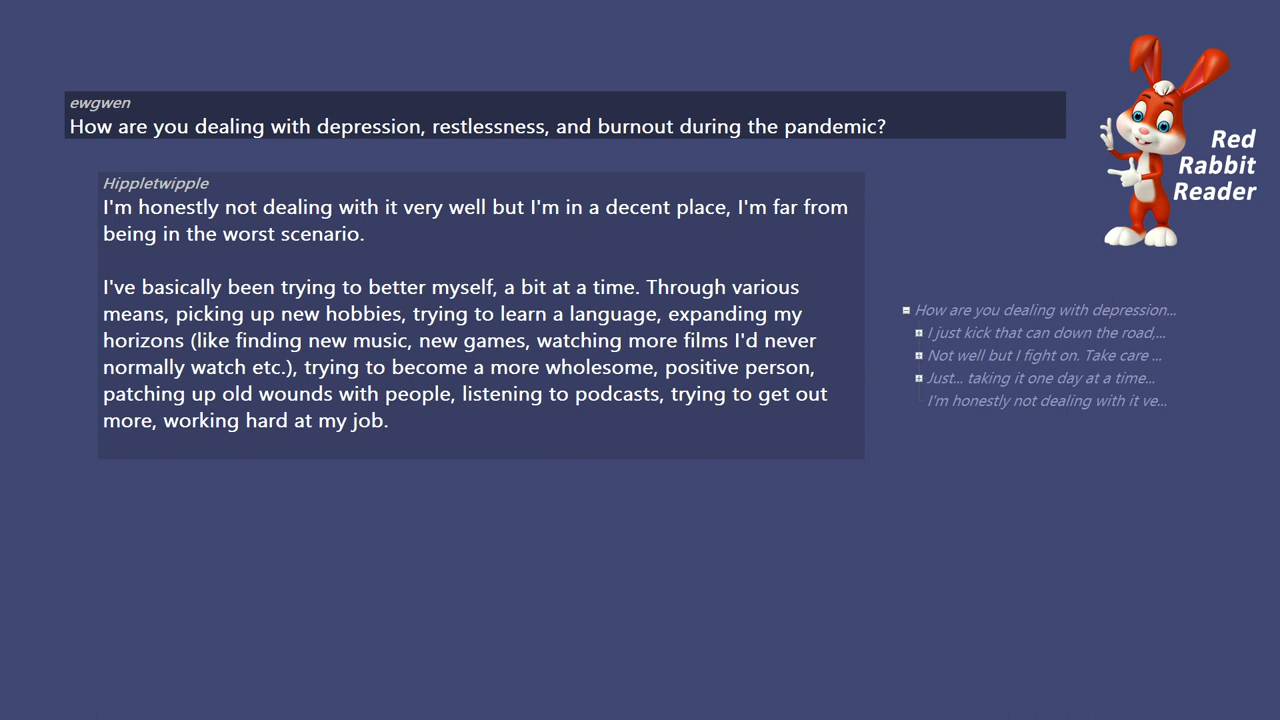 ewgwen
How are you dealing with depression, restlessness, and burnout during the pandemic?
Hippletwipple
I'm honestly not dealing with it very well but I'm in a decent place, I'm far from
being in the worst scenario.
I've basically been trying to better myself, a bit at a time. Through various
means, picking up new hobbies, trying to learn a language, expanding my
horizons (like finding new music, new games, watching more films I'd never
normally watch etc.), trying to become a more wholesome, positive person,
patching up old wounds with people, listening to podcasts, trying to get out
more, working hard at my job.
Red
Rabbit
Reader
How are you dealing with depression...
I just kick that can down the road,...
Not well but I fight on. Take care ...
Just... taking it one day at a time...
I'm honestly not dealing with it ve...